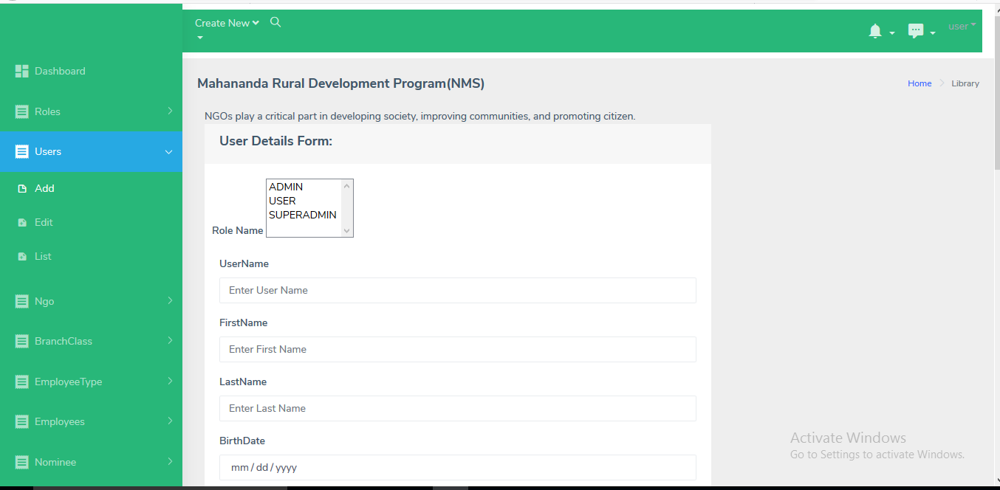 Create New
user
Dashboard
Roles
Users
Add
Edit
List
Ngo
BranchClass
EmployeeType
Employees
Nominee
Mahananda Rural Development Program(NMS)
Home
Library
NGOs play a critical part in developing society, improving communities, and promoting citizen.
User Details Form:
ADMIN
USER
SUPERADMIN
Role Name
UserName
Enter User Name
FirstName
Enter First Name
LastName
Enter Last Name
BirthDate
mm/dd/yyyy
Activate Windows
Go to Settings to activate Windows.